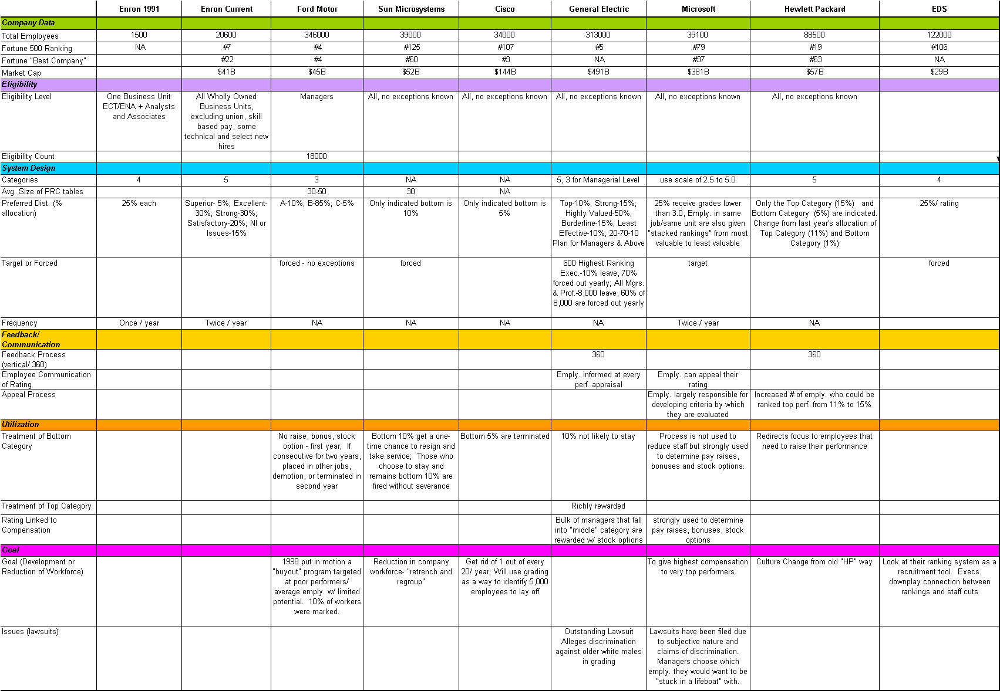 Enron 1991 Enron Current Ford Motor Sun Microsystems Cisco General Electric Microsoft Hewlett Packard EDS
Company Data
Total Employees 1500 20600 346000 39000 34000 313000 39100 88500 122000
Fortune 500 Ranking NA #7 #4 #125 #107 #5 #79 #19 #106
Fortune "Best Company" #22 #4 #60 #3 NA #37 #63 NA
Market Cap $41B $45B $52B $144B $491B $381B $57B $29B
Eligibility
Eligibility Level
One Business Unit
ECT/ENA + Analysts
and Associates
All Wholly Owned
Business Units,
excluding union, skill
based pay, some
technical and select new
hires
Managers
All, no exceptions known
All, no exceptions known
All, no exceptions known
All, no exceptions known
All, no exceptions known
Eligibility Count 18000
System Design
Categories 4 5 3 NA NA 5, 3 for Managerial Level use scale of 2.5 to 5.0 5 4
Avg. Size of PRC tables 30-50 30 NA
Preferred Dist. (%
allocation)
25% each
Superior- 5%; Excellent-
30%; Strong-30%;
Satisfactory-20%; NI or
Issues-15%
A-10%; B-85%; C-5%
Only indicated bottom is
10%
Only indicated bottom is
5%
Top-10%; Strong-15%;
Highly Valued-50%;
Borderline-15%; Least
Effective-10%; 20-70-10
Plan for Managers & Above
25% receive grades lower
than 3.0, Emply. in same
job/same unit are also given
"stacked rankings" from most
valuable to least valuable
Only the Top Category (15%) and
Bottom Category (5%) are indicated.
Change from last year's allocation of
Top Category (11%) and Bottom
Category (1%)
25%/ rating
Target or Forced
forced - no exceptions
forced
600 Highest Ranking
Exec.-10% leave, 70%
forced out yearly; All Mgrs.
& Prof.-8,000 leave, 60% of
8,000 are forced out yearly
target
forced
Frequency Once / year Twice / year NA NA NA NA Twice / year NA
Feedback/
Communication
Feedback Process
(vertical/ 360)
360
360
Employee Communication
of Rating
Emply. informed at every
perf. appraisal
Emply. can appeal their
rating
Appeal Process
Emply. largely responsible for
developing criteria by which
they are evaluated
Increased # of emply. who could be
ranked top perf. from 11% to 15%
Utilization
Treatment of Bottom
Category
No raise, bonus, stock
option - first year; If
consecutive for two years,
placed in other jobs,
demotion, or terminated in
second year
Bottom 10% get a one-
time chance to resign and
take service; Those who
choose to stay and
remains bottom 10% are
fired without severance
Bottom 5% are terminated
10% not likely to stay
Process is not used to
reduce staff but strongly used
to determine pay raises,
bonuses and stock options.
Redirects focus to employees that
need to raise their performance
Treatment of Top Category Richly rewarded
Rating Linked to
Compensation
Bulk of managers that fall
into "middle" category are
rewarded w/ stock options
strongly used to determine
pay raises, bonuses, stock
options
Goal
Goal (Development or
Reduction of Workforce)
1998 put in motion a
"buyout" program targeted
at poor performers/
average emply. w/ limited
potential. 10% of workers
were marked.
Reduction in company
workforce- "retrench and
regroup"
Get rid of 1 out of every
20/ year; Will use grading
as a way to identify 5,000
employees to lay off
To give highest compensation
to very top performers
Culture Change from old "HP" way
Look at their ranking system as a
recruitment tool. Execs.
downplay connection between
rankings and staff cuts
Issues (lawsuits)
Outstanding Lawsuit
Alleges discrimination
against older white males
in grading
Lawsuits have been filed due
to subjective nature and
claims of discrimination.
Managers choose which
emply. they would want to be
"stuck in a lifeboat" with.